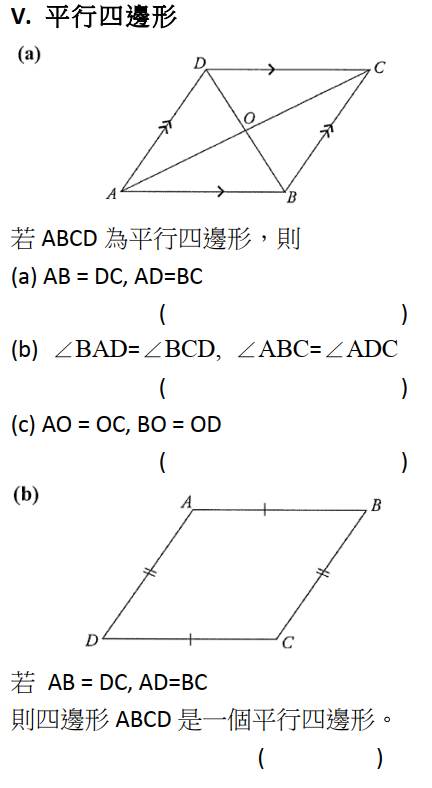 V. 平行四邊形
(a)
D
C
O
A
B
若 ABCD 為平行四邊形，則
(a) AB = DC, AD=BC
( )
(b) ∠BAD=∠BCD, ∠ABC=∠ADC
( )
(c) AO = OC, BO = OD
( )
(b)
A
B
D
C
若 AB = DC, AD=BC
則四邊形 ABCD 是一個平行四邊形。
( )